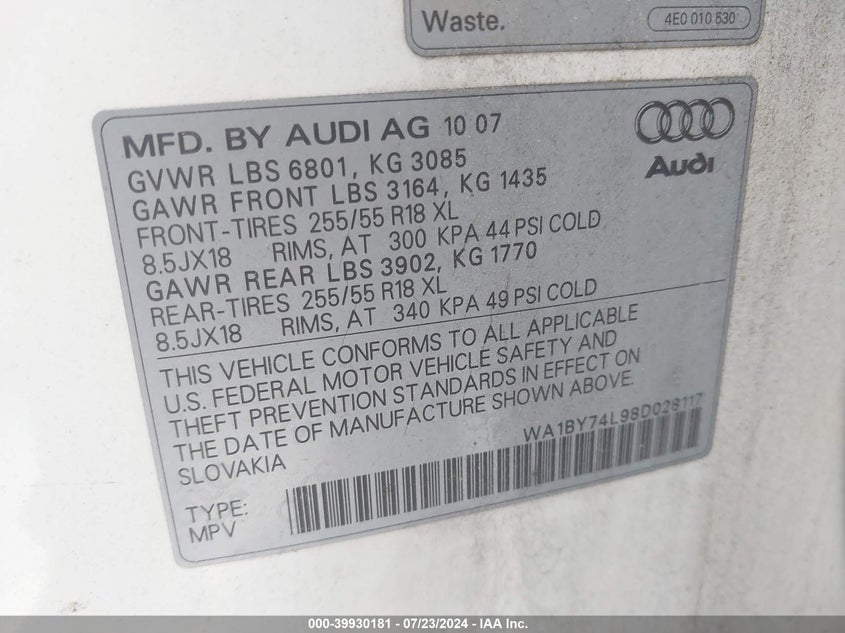 Waste.
4E0 010 530
MFD. BY AUDI AG 10 07
GVWR LBS 6801, KG 3085
GAWR FRONT LBS 3164, KG 1435
FRONT-TIRES 255/55 R18 XL
8.5JX18 RIMS, AT 300 KPA 44 PSI COLD
GAWR REAR LBS 3902, KG 1770
REAR-TIRES 255/55 R18 XL
8.5JX18 RIMS, AT 340 KPA 49 PSI COLD
Audi
THIS VEHICLE CONFORMS TO ALL APPLICABLE
U.S. FEDERAL MOTOR VEHICLE SAFETY AND
THEFT PREVENTION STANDARDS IN EFFECT ON
THE DATE OF MANUFACTURE SHOWN ABOVE.
SLOVAKIA
WA1BY74L98D028117
TYPE:
MPV
000-39930181 - 07/23/2024 - IAA Inc.